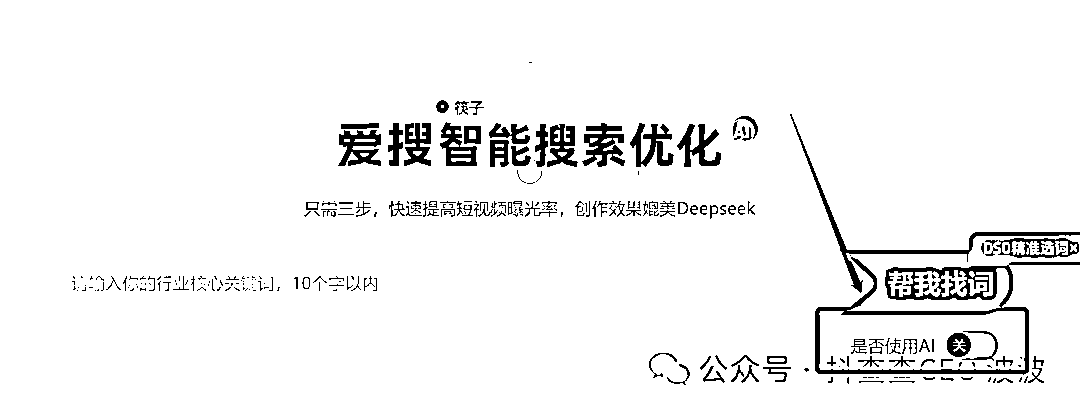 筷子
爱搜智能搜索优化 AI
只需三步，快速提高短视频曝光率，创作效果媲美Deepseek
DSO精准选词
请输入你的行业核心关键词，10个字以内
帮我找词
是否使用AI 关
公众号 · 抖查查CEO 波波